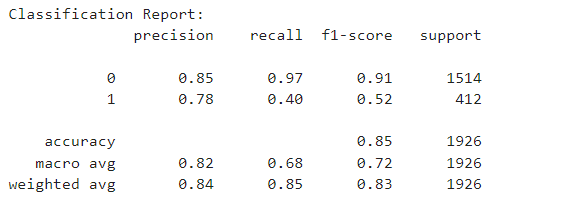 Classification Report:
precision recall f1-score support
0 0.85 0.97 0.91 1514
1 0.78 0.40 0.52 412
accuracy 0.85 1926
macro avg 0.82 0.68 0.72 1926
weighted avg 0.84 0.85 0.83 1926